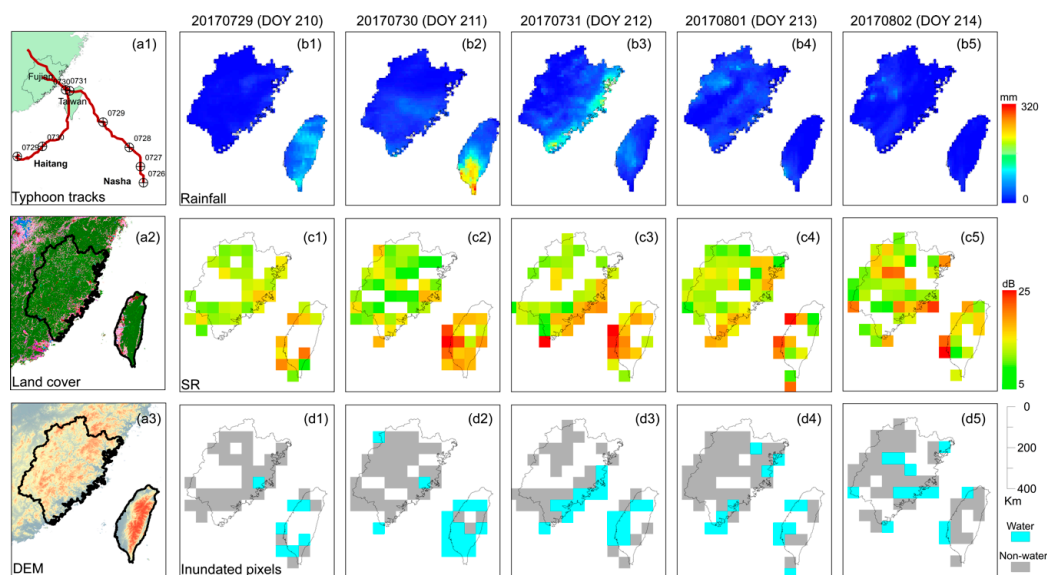 20170729 (DOY 210)
20170730 (DOY 211)
20170731 (DOY 212)
20170801 (DOY 213)
20170802 (DOY 214)
(a1)
Fujian
0731
Taiwan
0729
0730
0729
0728
Haitang
0727
Nasha
0726
Typhoon tracks
(b1)
(b2)
(b3)
(b4)
(b5)
Rainfall
mm
320
0
(a2)
Land cover
(c1)
(c2)
(c3)
(c4)
(c5)
SR
dB
25
5
(a3)
DEM
(d1)
(d2)
(d3)
(d4)
(d5)
Inundated pixels
0
200
400
Km
Water
Non-water